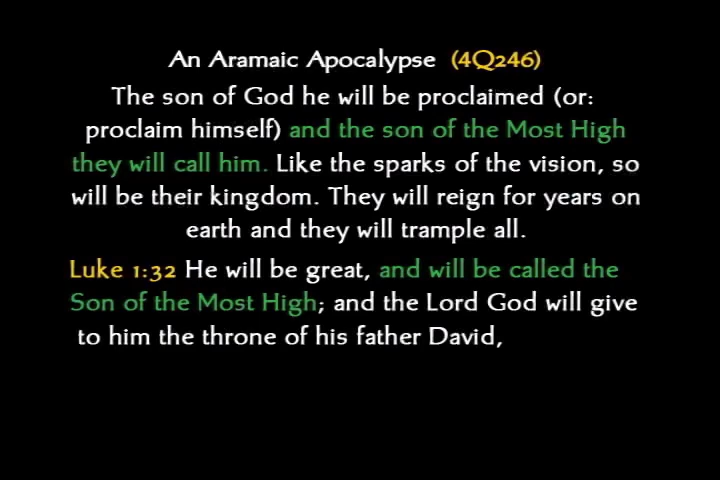 An Aramaic Apocalypse (4Q246)
The son of God he will be proclaimed (or:
proclaim himself) and the son of the Most High
they will call him. Like the sparks of the vision, so
will be their kingdom. They will reign for years on
earth and they will trample all.
Luke 1:32 He will be great, and will be called the
Son of the Most High; and the Lord God will give
to him the throne of his father David,